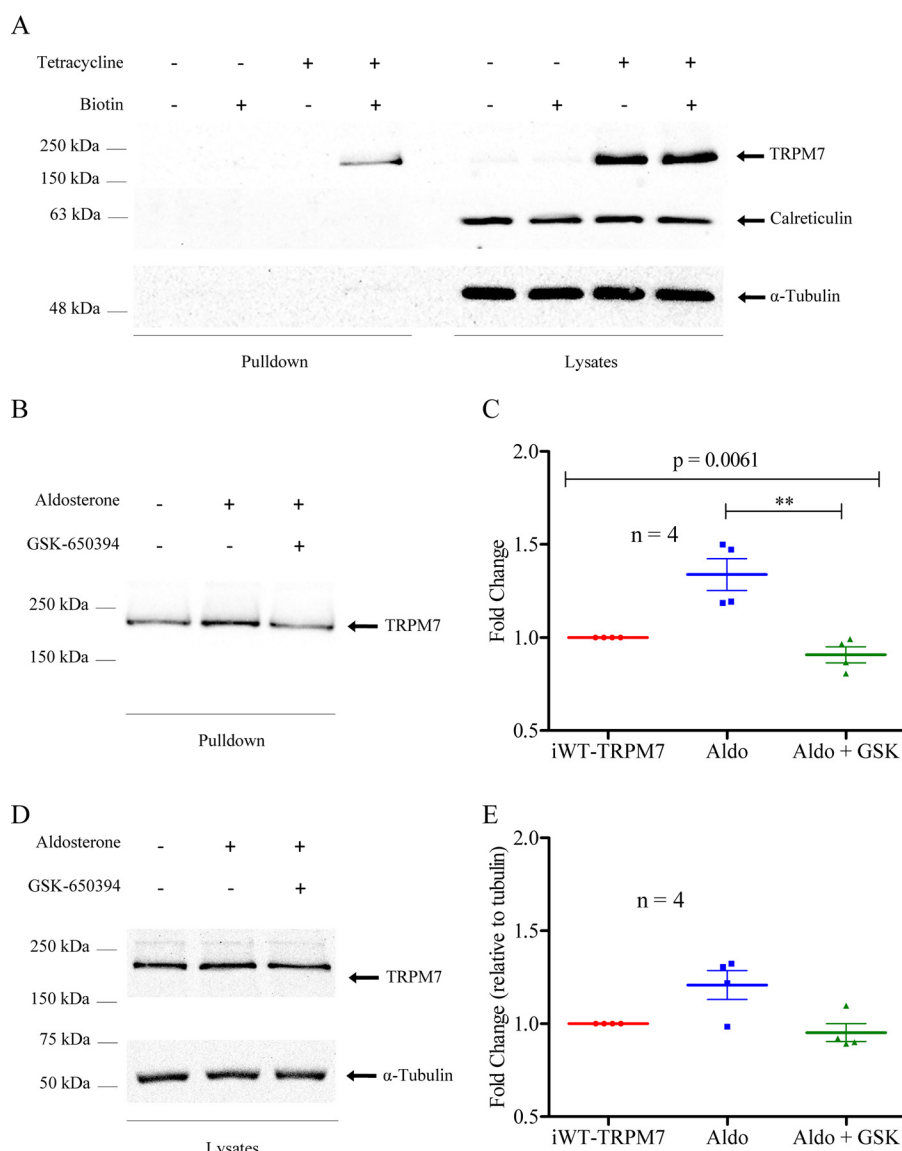 A
Tetracycline - - + + - - + +
Biotin - + - + - + - +
250 kDa
TRPM7
150 kDa
63 kDa
Calreticulin
α-Tubulin
48 kDa
Pulldown Lysates
B
Aldosterone - + +
GSK-650394 - - +
250 kDa
TRPM7
150 kDa
Pulldown
C
2.0
p = 0.0061
**
n = 4
1.5
Fold Change
1.0
0.5
iWT-TRPM7 Aldo Aldo + GSK
D
Aldosterone - + +
GSK-650394 - - +
250 kDa
TRPM7
150 kDa
75 kDa
α-Tubulin
50 kDa
Lysates
E
2.0
n = 4
1.5
Fold Change (relative to tubulin)
1.0
0.5
iWT-TRPM7 Aldo Aldo + GSK